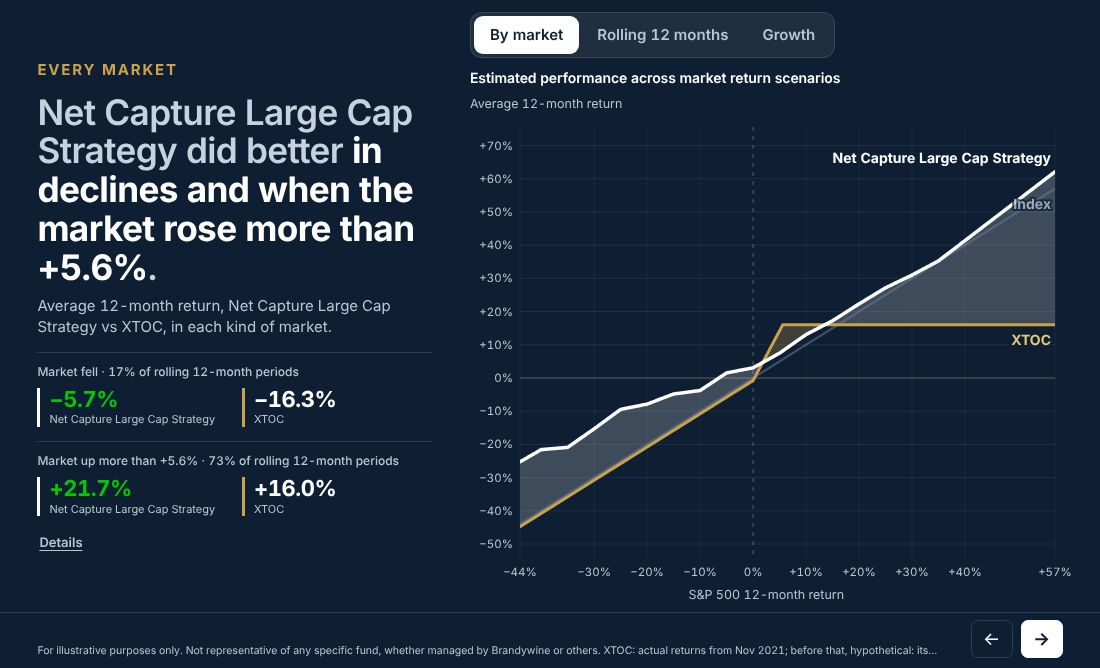 By market
Rolling 12 months
Growth
EVERY MARKET
Net Capture Large Cap
Strategy did better in
declines and when the
market rose more than
+5.6%.
Average 12-month return, Net Capture Large Cap
Strategy vs XTOC, in each kind of market.
Market fell · 17% of rolling 12-month periods
−5.7%
Net Capture Large Cap Strategy
−16.3%
XTOC
Market up more than +5.6% · 73% of rolling 12-month periods
+21.7%
Net Capture Large Cap Strategy
+16.0%
XTOC
Details
Estimated performance across market return scenarios
Average 12-month return
+70%
+60%
+50%
+40%
+30%
+20%
+10%
0%
−10%
−20%
−30%
−40%
−50%
Net Capture Large Cap Strategy
Index
XTOC
−44%
−30%
−20%
−10%
0%
+10%
+20%
+30%
+40%
+57%
S&P 500 12-month return
For illustrative purposes only. Not representative of any specific fund, whether managed by Brandywine or others. XTOC: actual returns from Nov 2021; before that, hypothetical: its...